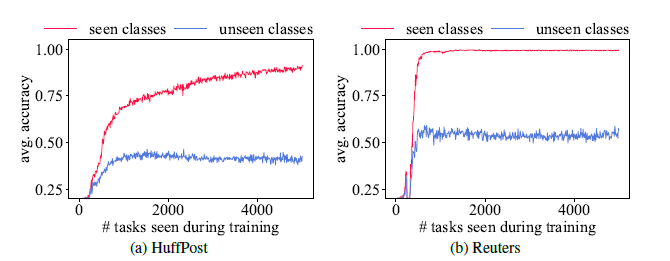 seen classes unseen classes
1.00
0.75
0.50
0.25
avg. accuracy
0 2000 4000
# tasks seen during training
(a) HuffPost
seen classes unseen classes
1.00
0.75
0.50
0.25
avg. accuracy
0 2000 4000
# tasks seen during training
(b) Reuters